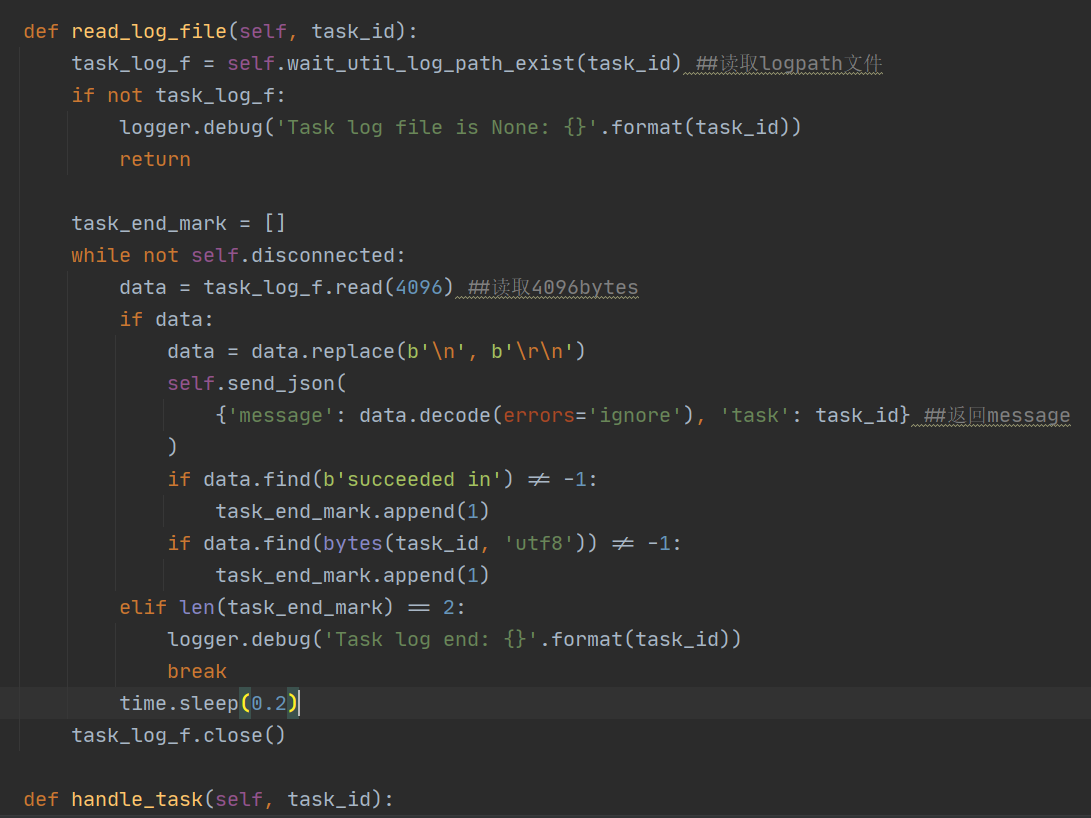 def read_log_file(self, task_id):
    task_log_f = self.wait_util_log_path_exist(task_id) ##读取logpath文件
    if not task_log_f:
        logger.debug('Task log file is None: {}'.format(task_id))
        return

    task_end_mark = []
    while not self.disconnected:
        data = task_log_f.read(4096) ##读取4096bytes
        if data:
            data = data.replace(b'\n', b'\r\n')
            self.send_json(
                {'message': data.decode(errors='ignore'), 'task': task_id} ##返回message
            )
            if data.find(b'succeeded in') != -1:
                task_end_mark.append(1)
            if data.find(bytes(task_id, 'utf8')) != -1:
                task_end_mark.append(1)
        elif len(task_end_mark) == 2:
            logger.debug('Task log end: {}'.format(task_id))
            break
        time.sleep(0.2)
    task_log_f.close()

def handle_task(self, task_id):